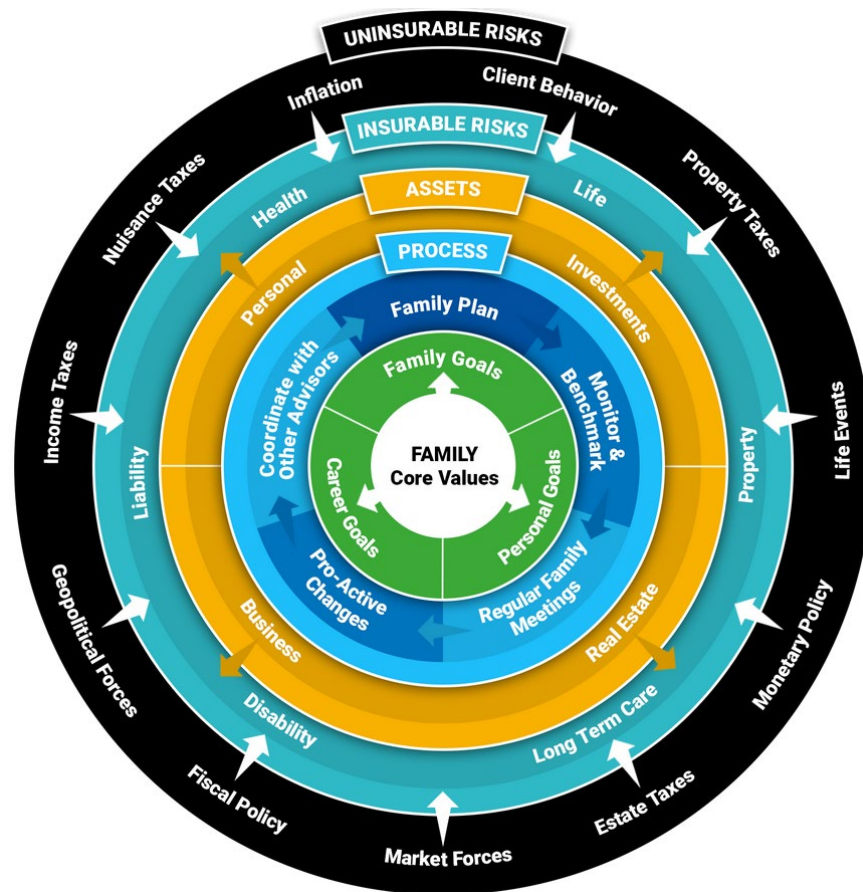 UNINSURABLE RISKS
Inflation
Client Behavior
Nuisance Taxes
Property Taxes
Income Taxes
Life Events
Geopolitical Forces
Monetary Policy
Fiscal Policy
Estate Taxes
Market Forces
INSURABLE RISKS
Health
Life
Liability
Property
Disability
Long Term Care
ASSETS
Personal
Investments
Business
Real Estate
PROCESS
Family Plan
Monitor &
Benchmark
Regular Family
Meetings
Pro-Active
Changes
Coordinate with
Other Advisors
Family Goals
Personal Goals
Career Goals
FAMILY
Core Values